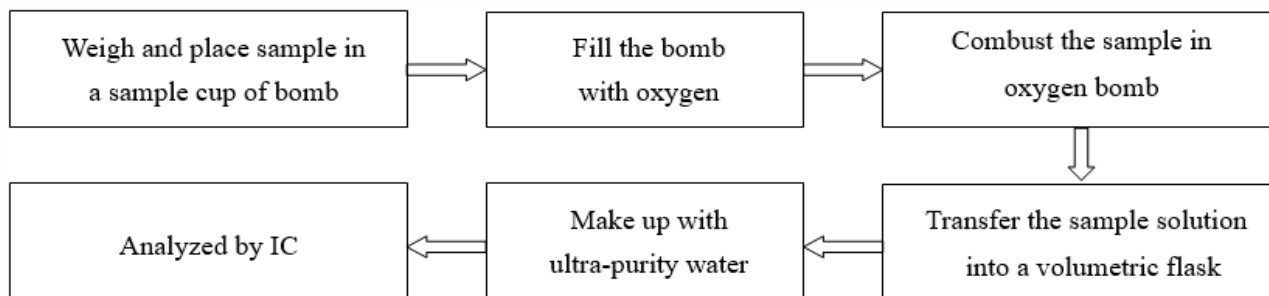 Weigh and place sample in
a sample cup of bomb
Fill the bomb
with oxygen
Combust the sample in
oxygen bomb
Transfer the sample solution
into a volumetric flask
Make up with
ultra-purity water
Analyzed by IC